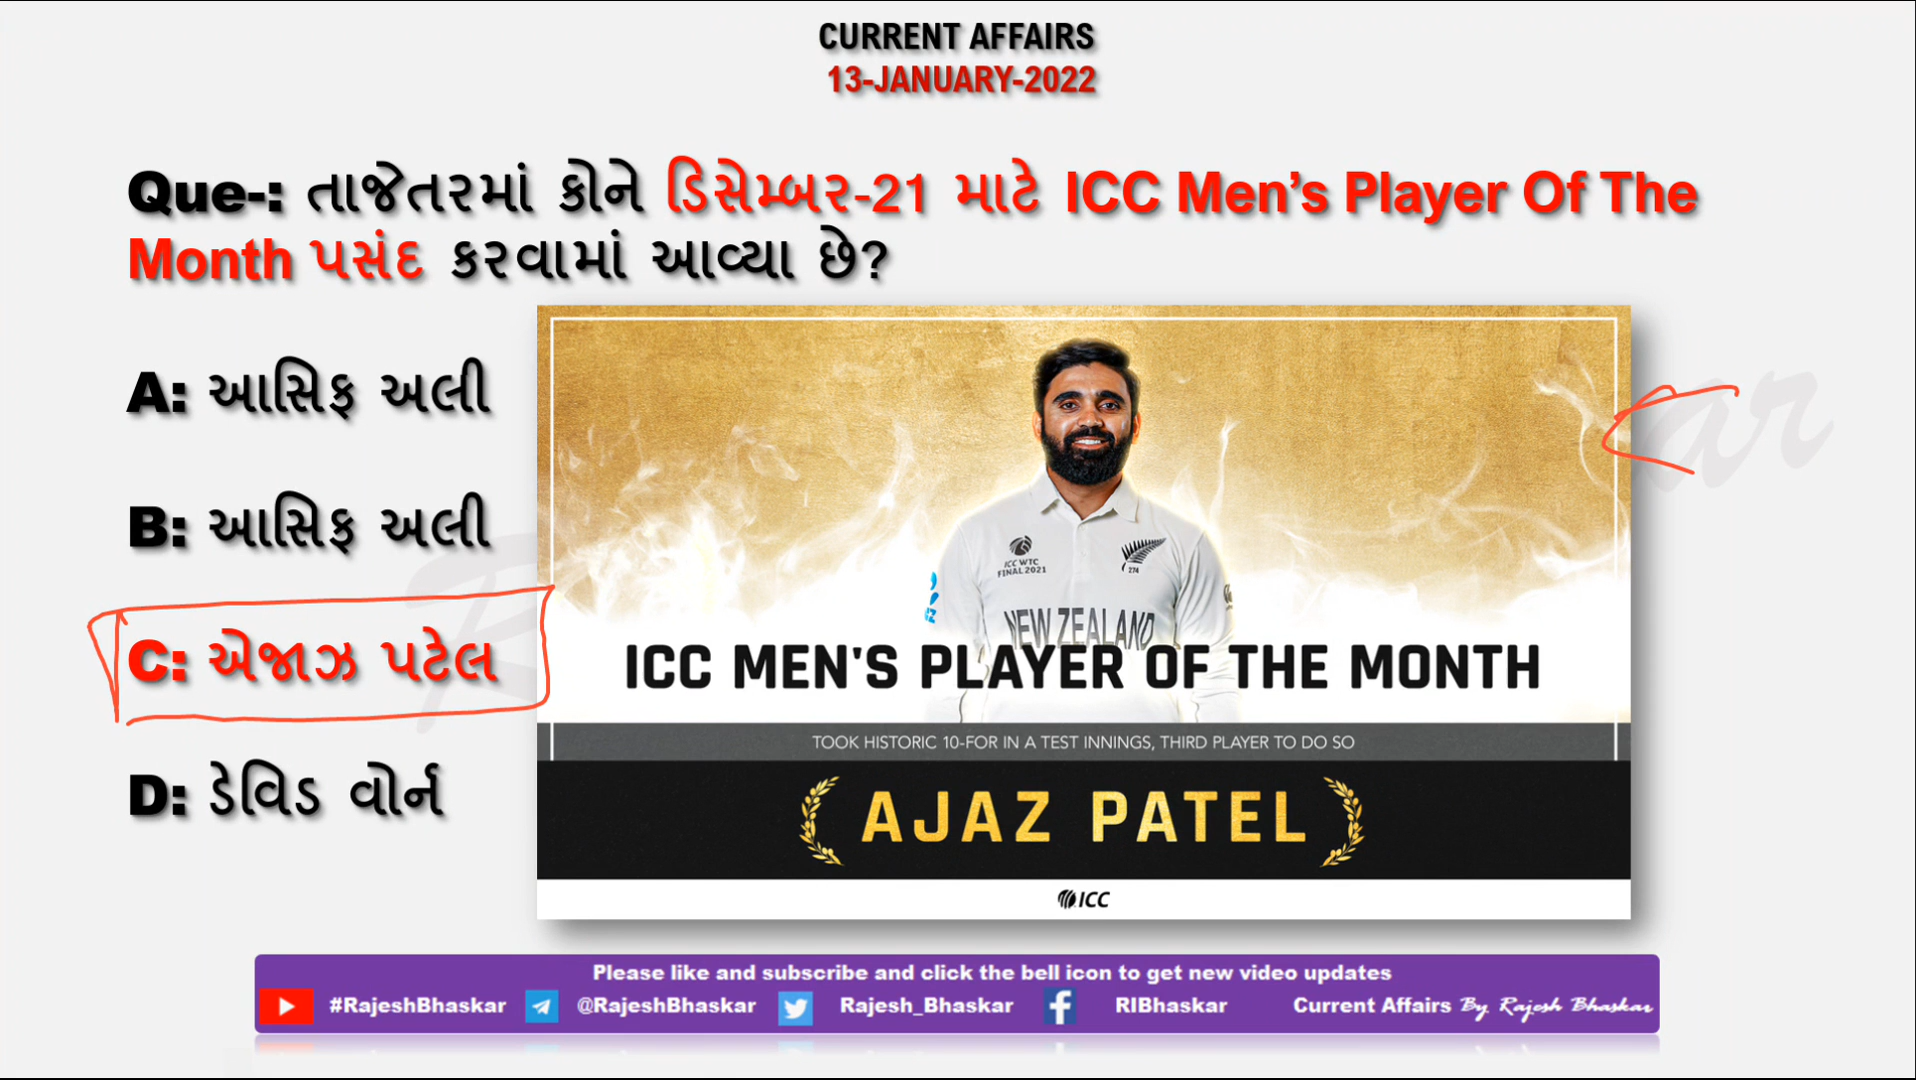 CURRENT AFFAIRS
13-JANUARY-2022
Que-: તાજેતરમાં કોને ડિસેમ્બર-21 માટે ICC Men’s Player Of The
Month પસંદ કરવામાં આવ્યા છે?
A: આસિફ અલી
B: આસિફ અલી
C: એજાઝ પટેલ
D: ડેવિડ વોર્ન
ICC WTC
FINAL 2021
274
NEW ZEALAND
ICC MEN'S PLAYER OF THE MONTH
TOOK HISTORIC 10-FOR IN A TEST INNINGS, THIRD PLAYER TO DO SO
AJAZ PATEL
ICC
Please like and subscribe and click the bell icon to get new video updates
#RajeshBhaskar @RajeshBhaskar Rajesh_Bhaskar RIBhaskar Current Affairs By Rajesh Bhaskar